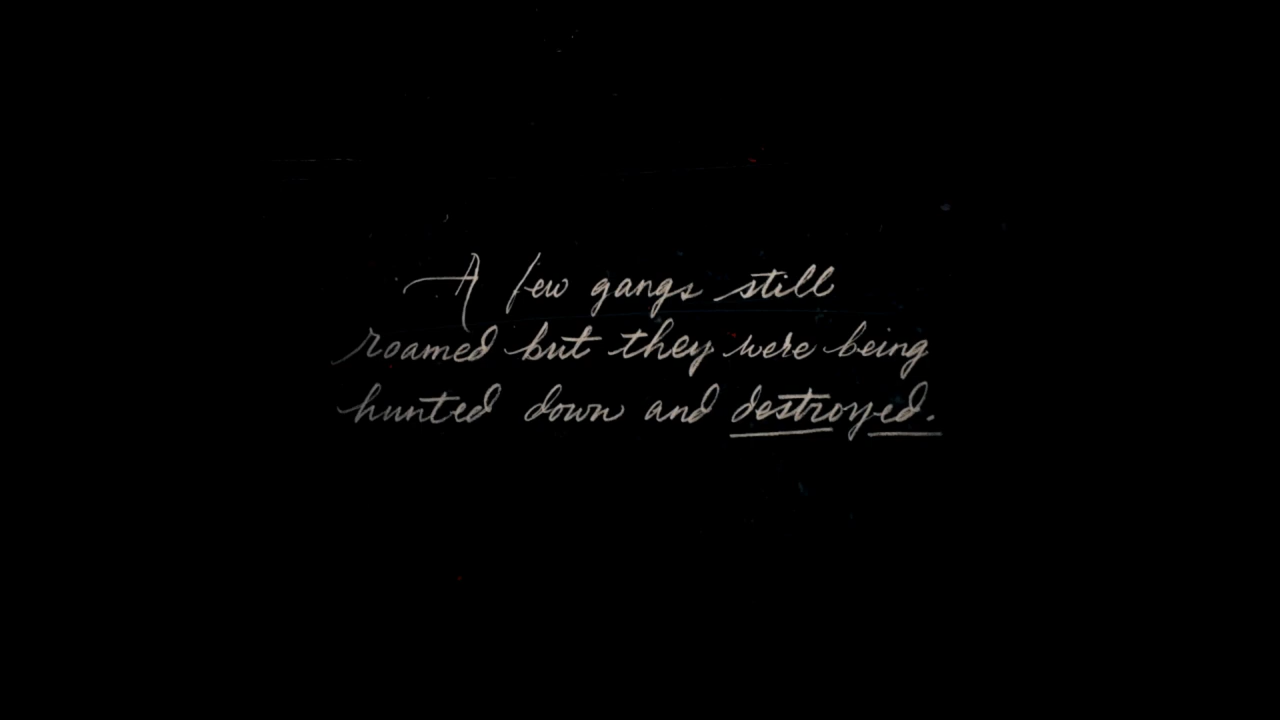 A few gangs still
roamed but they were being
hunted down and destroyed.